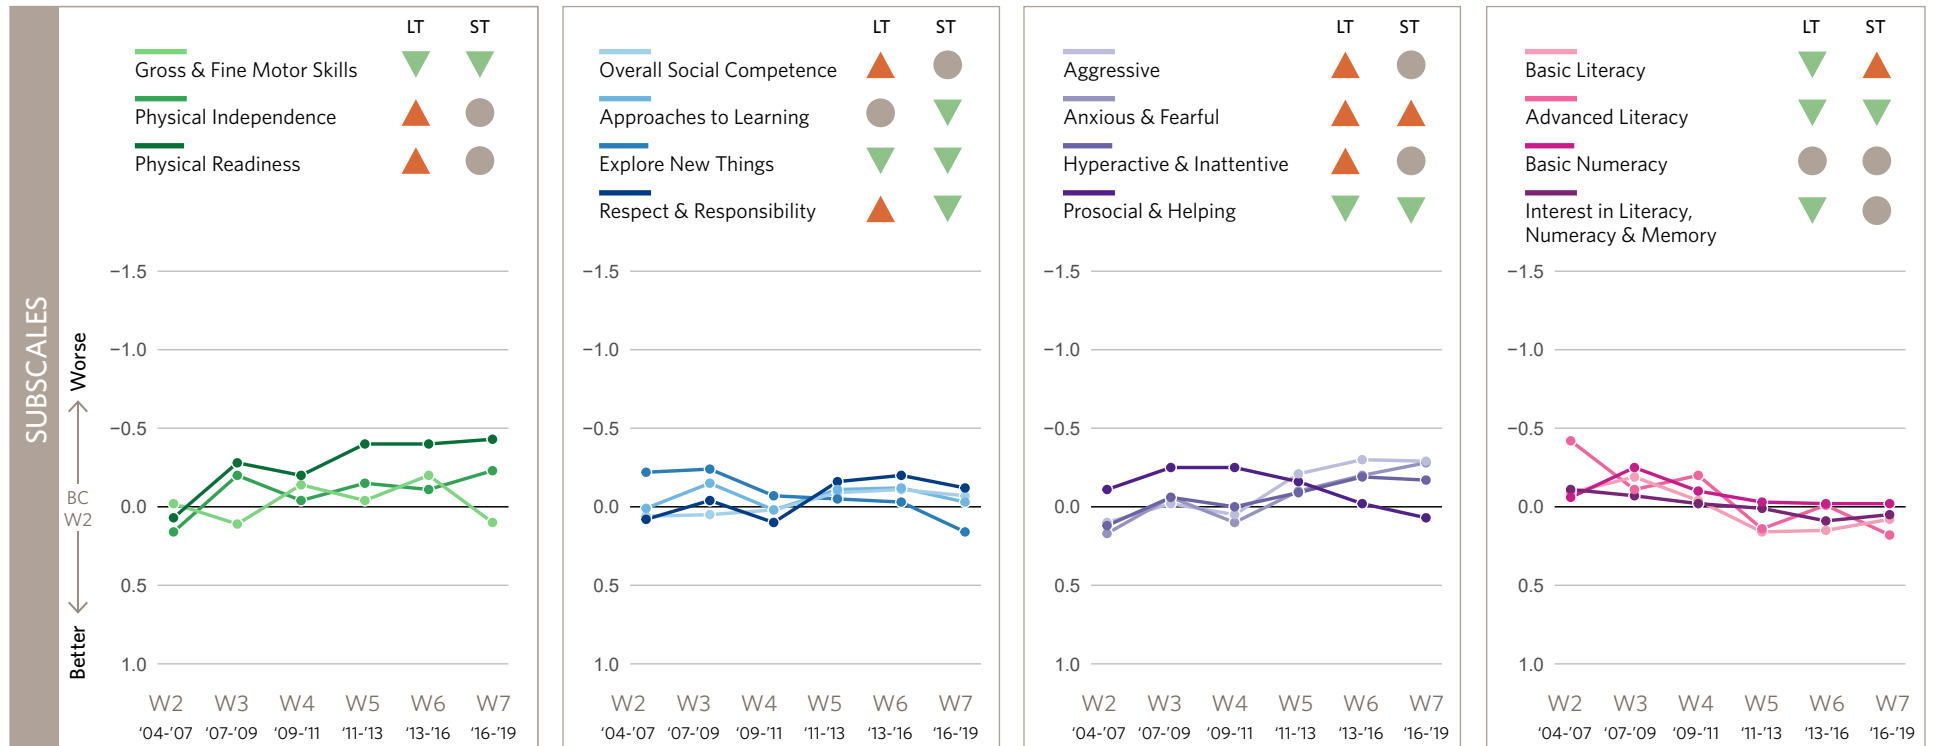 SUBSCALES
Worse
BC
W2
Better
LT ST
Gross & Fine Motor Skills
Physical Independence
Physical Readiness
−1.5
−1.0
−0.5
0.0
0.5
1.0
W2 W3 W4 W5 W6 W7
‘04-’07 ‘07-’09 ‘09-’11 ‘11-’13 ‘13-’16 ‘16-’19
LT ST
Overall Social Competence
Approaches to Learning
Explore New Things
Respect & Responsibility
−1.5
−1.0
−0.5
0.0
0.5
1.0
W2 W3 W4 W5 W6 W7
‘04-’07 ‘07-’09 ‘09-’11 ‘11-’13 ‘13-’16 ‘16-’19
LT ST
Aggressive
Anxious & Fearful
Hyperactive & Inattentive
Prosocial & Helping
−1.5
−1.0
−0.5
0.0
0.5
1.0
W2 W3 W4 W5 W6 W7
‘04-’07 ‘07-’09 ‘09-’11 ‘11-’13 ‘13-’16 ‘16-’19
LT ST
Basic Literacy
Advanced Literacy
Basic Numeracy
Interest in Literacy,
Numeracy & Memory
−1.5
−1.0
−0.5
0.0
0.5
1.0
W2 W3 W4 W5 W6 W7
‘04-’07 ‘07-’09 ‘09-’11 ‘11-’13 ‘13-’16 ‘16-’19